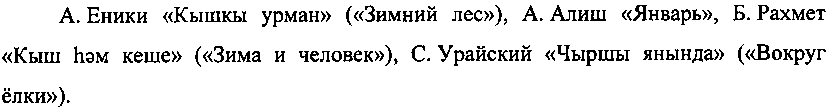 А. Еники «Кышкы урман» («Зимний лес»), А. Алиш «Январь», Б. Рахмет
«Кыш һәм кеше» («Зима и человек»), С. Урайский «Чыршы янында» («Вокруг
ёлки»).